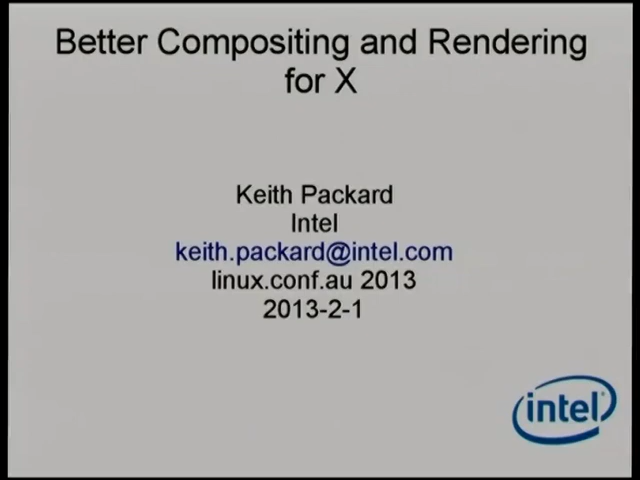 Better Compositing and Rendering
for X
Keith Packard
Intel
keith.packard@intel.com
linux.conf.au 2013
2013-2-1
intel